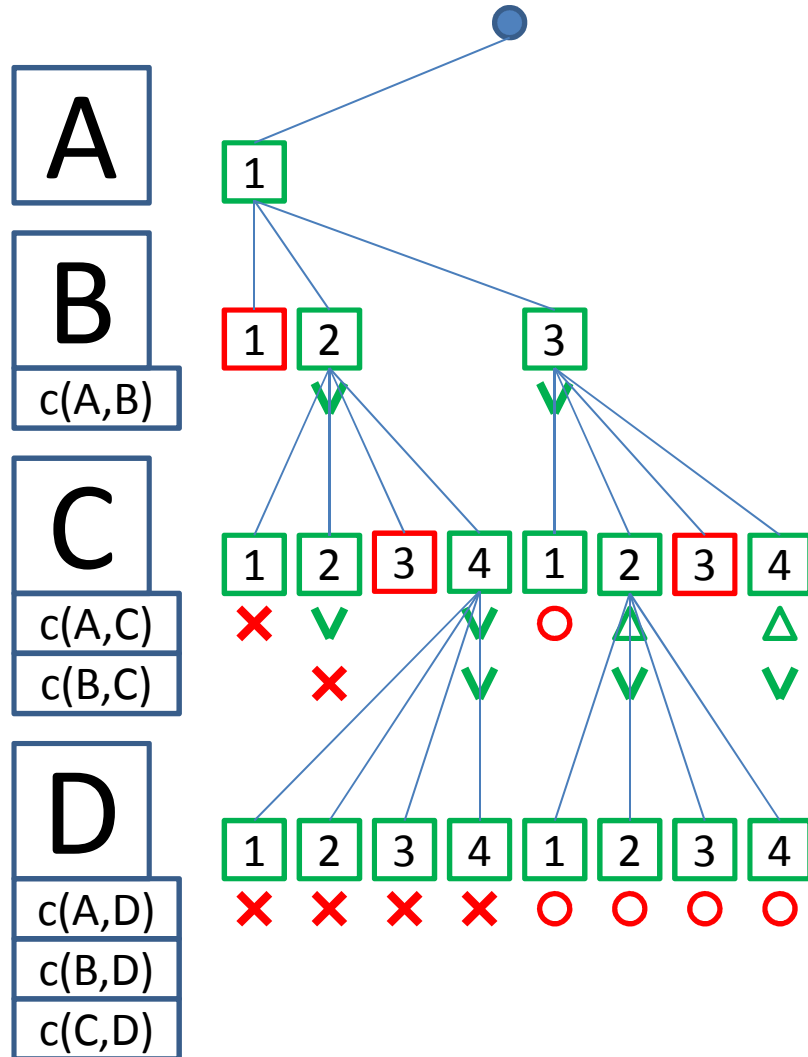 A
1
B
1 2 3
c(A,B)
C
1 2 3 4 1 2 3 4
c(A,C)
c(B,C)
D
1 2 3 4 1 2 3 4
c(A,D)
c(B,D)
c(C,D)